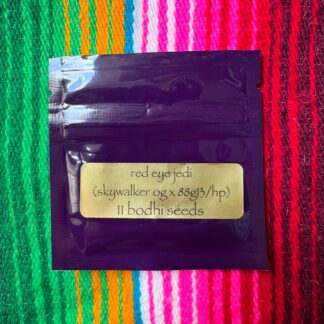 red eye jedi
(skywalker og x 88g13/hp)
11 bodhi seeds